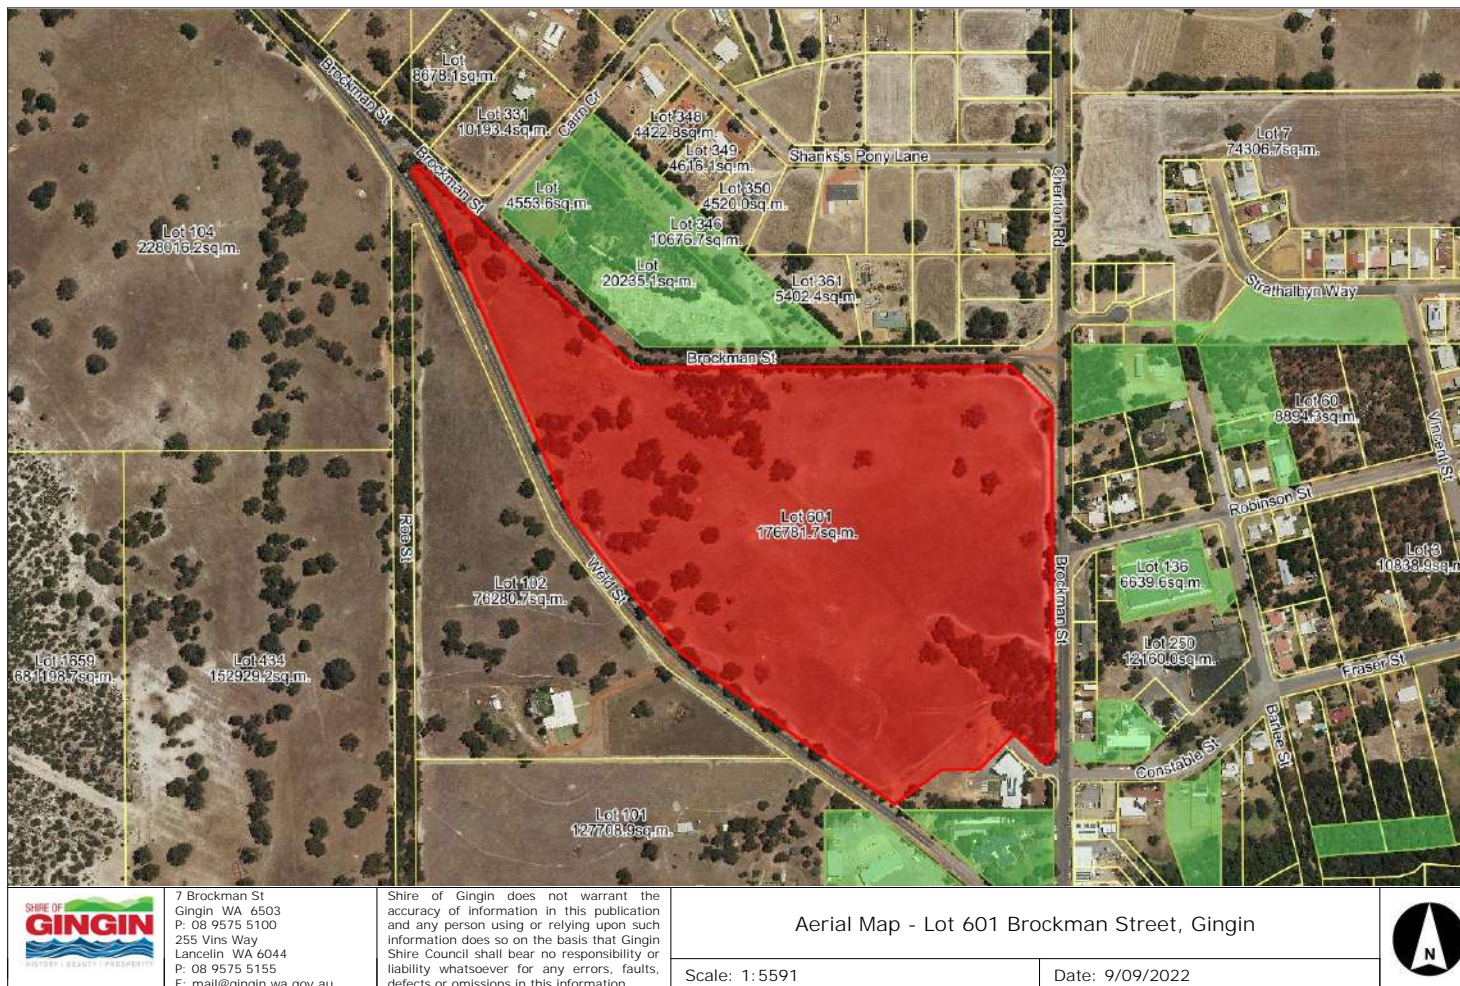 Brockman St
Lot
8678.1sq.m.
Lot 331
10193.4sq.m.
Cairn Cr
Lot 348
4422.8sq.m.
Lot 349
4616.1sq.m.
Shanks's Pony Lane
Lot 7
74306.7sq.m.
Brockman St
Lot
4553.6sq.m.
Lot 350
4520.0sq.m.
Cheriton Rd
Lot 104
228016.2sq.m.
Lot 346
10676.7sq.m.
Lot
20235.1sq.m.
Lot 361
5402.4sq.m.
Strathalbyn Way
Brockman St
Lot 60
8894.3sq.m.
Vincent St
Robinson St
Roe St
Lot 601
176781.7sq.m.
Lot 3
10838.9sq.m
Weld St
Lot 102
76280.7sq.m.
Brockman St
Lot 136
6639.6sq.m.
Lot 250
12160.0sq.m.
Fraser St
Lot 1659
681198.7sq.m.
Lot 434
152929.2sq.m.
Barlee St
Constable St
Lot 101
127708.9sq.m.
SHIRE OF
GINGIN
HISTORY | BEAUTY | PROSPERITY
7 Brockman St
Gingin WA 6503
P: 08 9575 5100
255 Vins Way
Lancelin WA 6044
P: 08 9575 5155
E: mail@gingin.wa.gov.au
Shire of Gingin does not warrant the
accuracy of information in this publication
and any person using or relying upon such
information does so on the basis that Gingin
Shire Council shall bear no responsibility or
liability whatsoever for any errors, faults,
defects or omissions in this information.
Aerial Map - Lot 601 Brockman Street, Gingin
Scale: 1:5591
Date: 9/09/2022
N